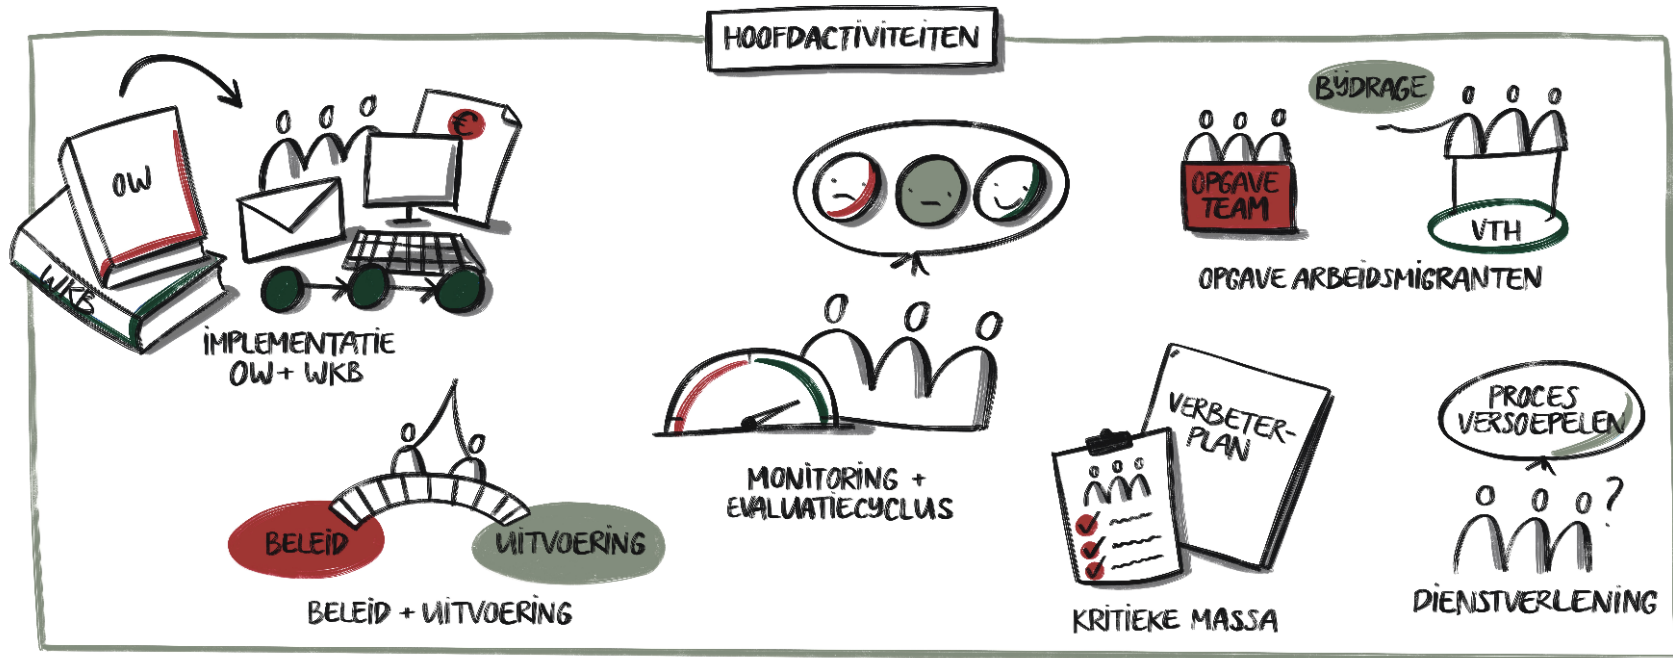 HOOFDACTIVITEITEN
OW
WKB
€
IMPLEMENTATIE
OW + WKB
BELEID
UITVOERING
BELEID + UITVOERING
MONITORING +
EVALUATIECYCLUS
OPGAVE
TEAM
BIJDRAGE
VTH
OPGAVE ARBEIDSMIGRANTEN
VERBETER-
PLAN
KRITIEKE MASSA
PROCES
VERSOEPELEN
?
DIENSTVERLENING